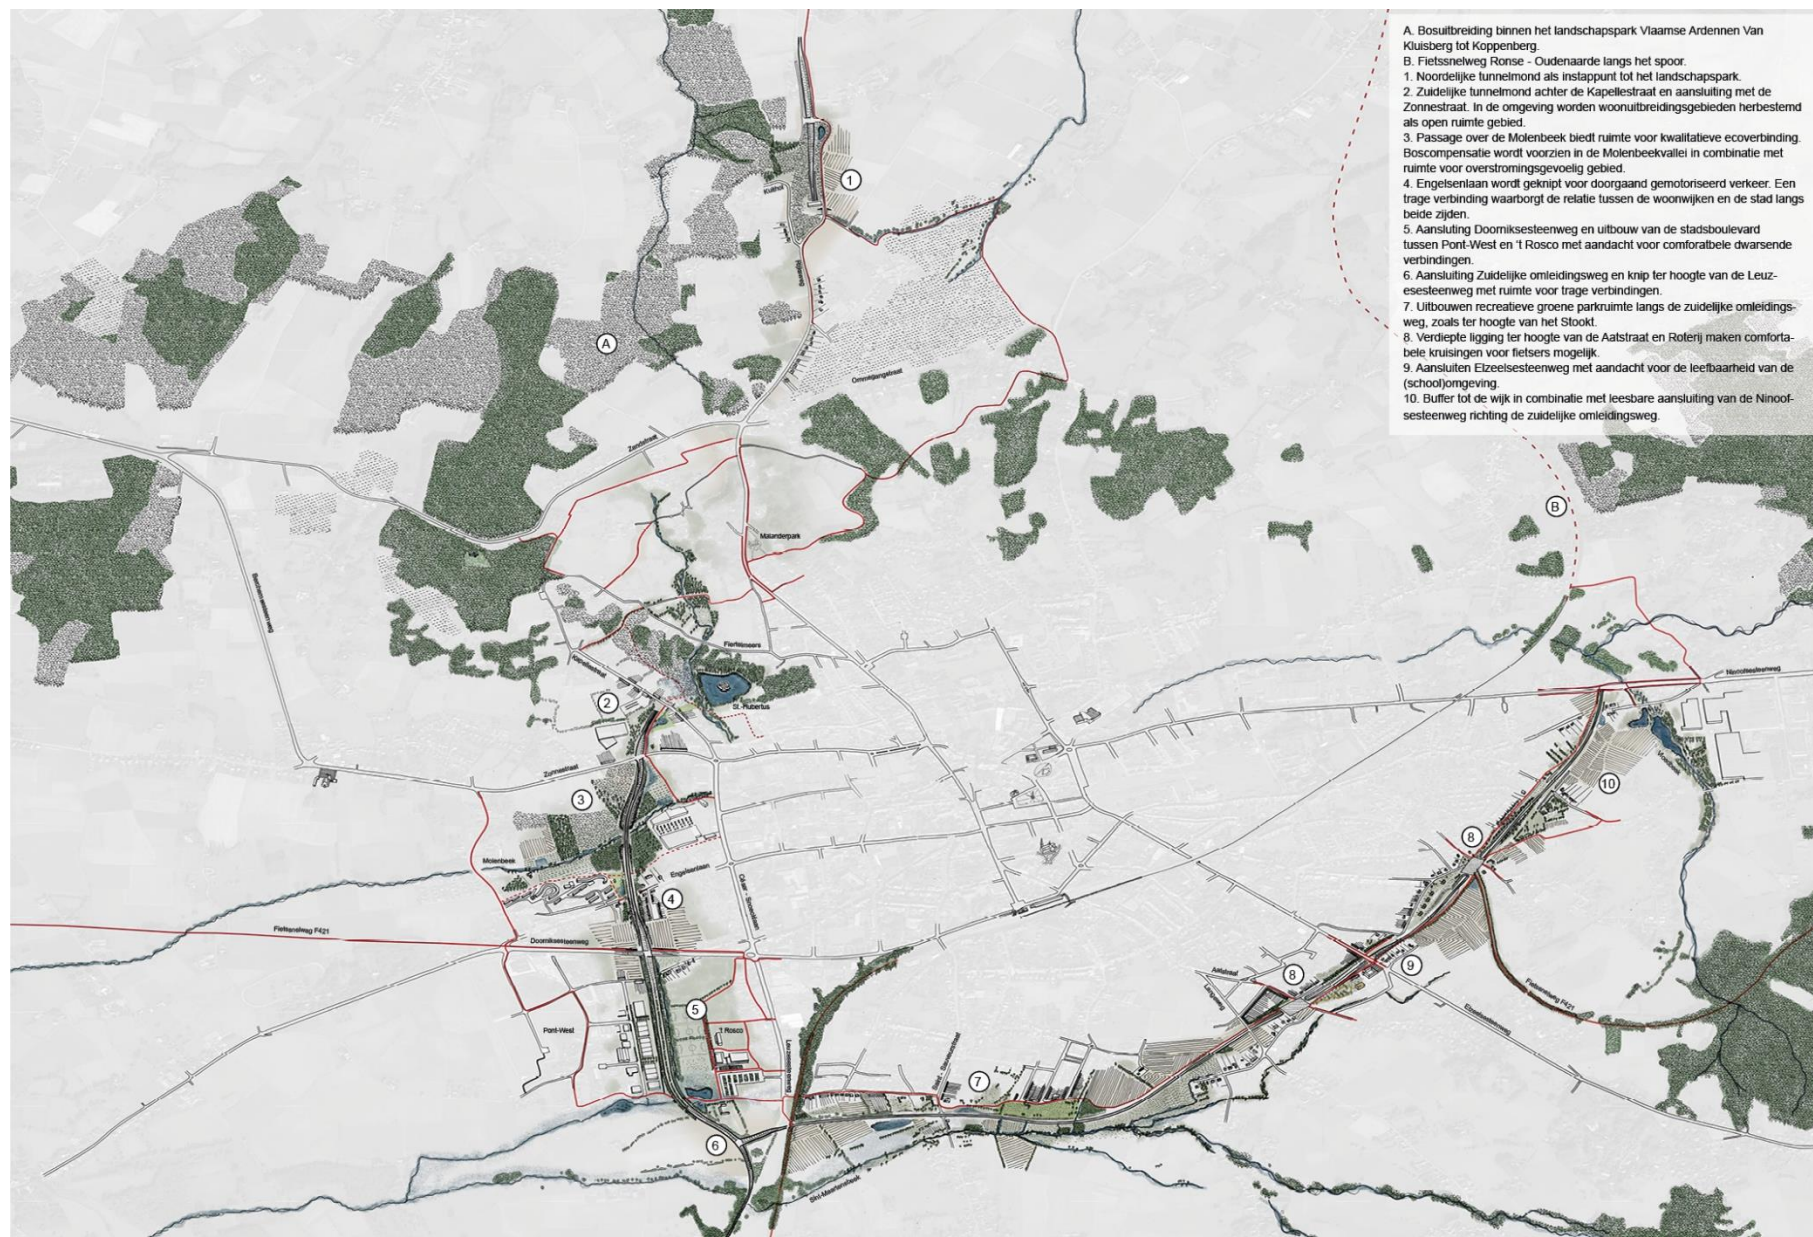 A. Bosuitbreiding binnen het landschapspark Vlaamse Ardennen Van
Kluisberg tot Koppenberg.
B. Fietssnelweg Ronse - Oudenaarde langs het spoor.
1. Noordelijke tunnelmond als instappunt tot het landschapspark.
2. Zuidelijke tunnelmond achter de Kapellestraat en aansluiting met de
Zonnestraat. In de omgeving worden woonuitbreidingsgebieden herbestemd
als open ruimte gebied.
3. Passage over de Molenbeek biedt ruimte voor kwalitatieve ecoverbinding.
Boscompensatie wordt voorzien in de Molenbeekvallei in combinatie met
ruimte voor overstromingsgevoelig gebied.
4. Engelsenlaan wordt geknipt voor doorgaand gemotoriseerd verkeer. Een
trage verbinding waarborgt de relatie tussen de woonwijken en de stad langs
beide zijden.
5. Aansluting Doorniksesteenweg en uitbouw van de stadsboulevard
tussen Pont-West en 't Rosco met aandacht voor comfortabele dwarsende
verbindingen.
6. Aansluiting Zuidelijke omleidingsweg en knip ter hoogte van de Leuz-
esesteenweg met ruimte voor trage verbindingen.
7. Uitbouwen recreatieve groene parkruimte langs de zuidelijke omleidings-
weg, zoals ter hoogte van het Stookt.
8. Verdiepte ligging ter hoogte van de Aatstraat en Roterij maken comforta-
bele kruisingen voor fietsers mogelijk.
9. Aansluiten Elzeelsesteenweg met aandacht voor de leefbaarheid van de
(school)omgeving.
10. Buffer tot de wijk in combinatie met leesbare aansluiting van de Ninoof-
sesteenweg richting de zuidelijke omleidingsweg.
1
Kuithof
Rijksweg
A
Ommegangstraat
Zandstraat
B
Malanderpark
Fiertelmeers
Kapellestraat
Ninoofsesteenweg
2
St.-Hubertus
Zonnestraat
3
10
8
Molenbeek
Engelsenlaan
4
Fietsnelweg F421
Doorniksesteenweg
9
8
Aatstraat
Fietsnelweg F421
5
Pont-West
't Rosco
Elzeelsesteenweg
Leuzesesteenweg
7
6
Sint-Maartensbeek